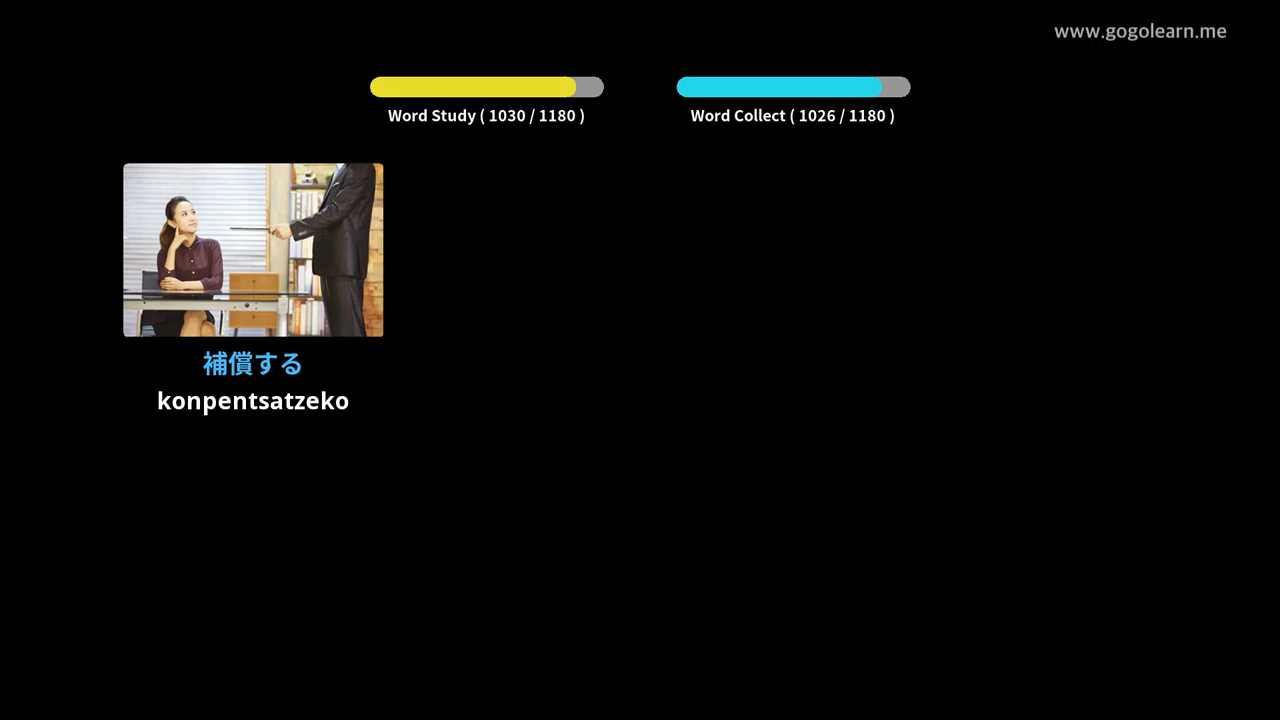 www.gogolearn.me
Word Study ( 1030 / 1180 )
Word Collect ( 1026 / 1180 )
補償する
konpentsatzeko